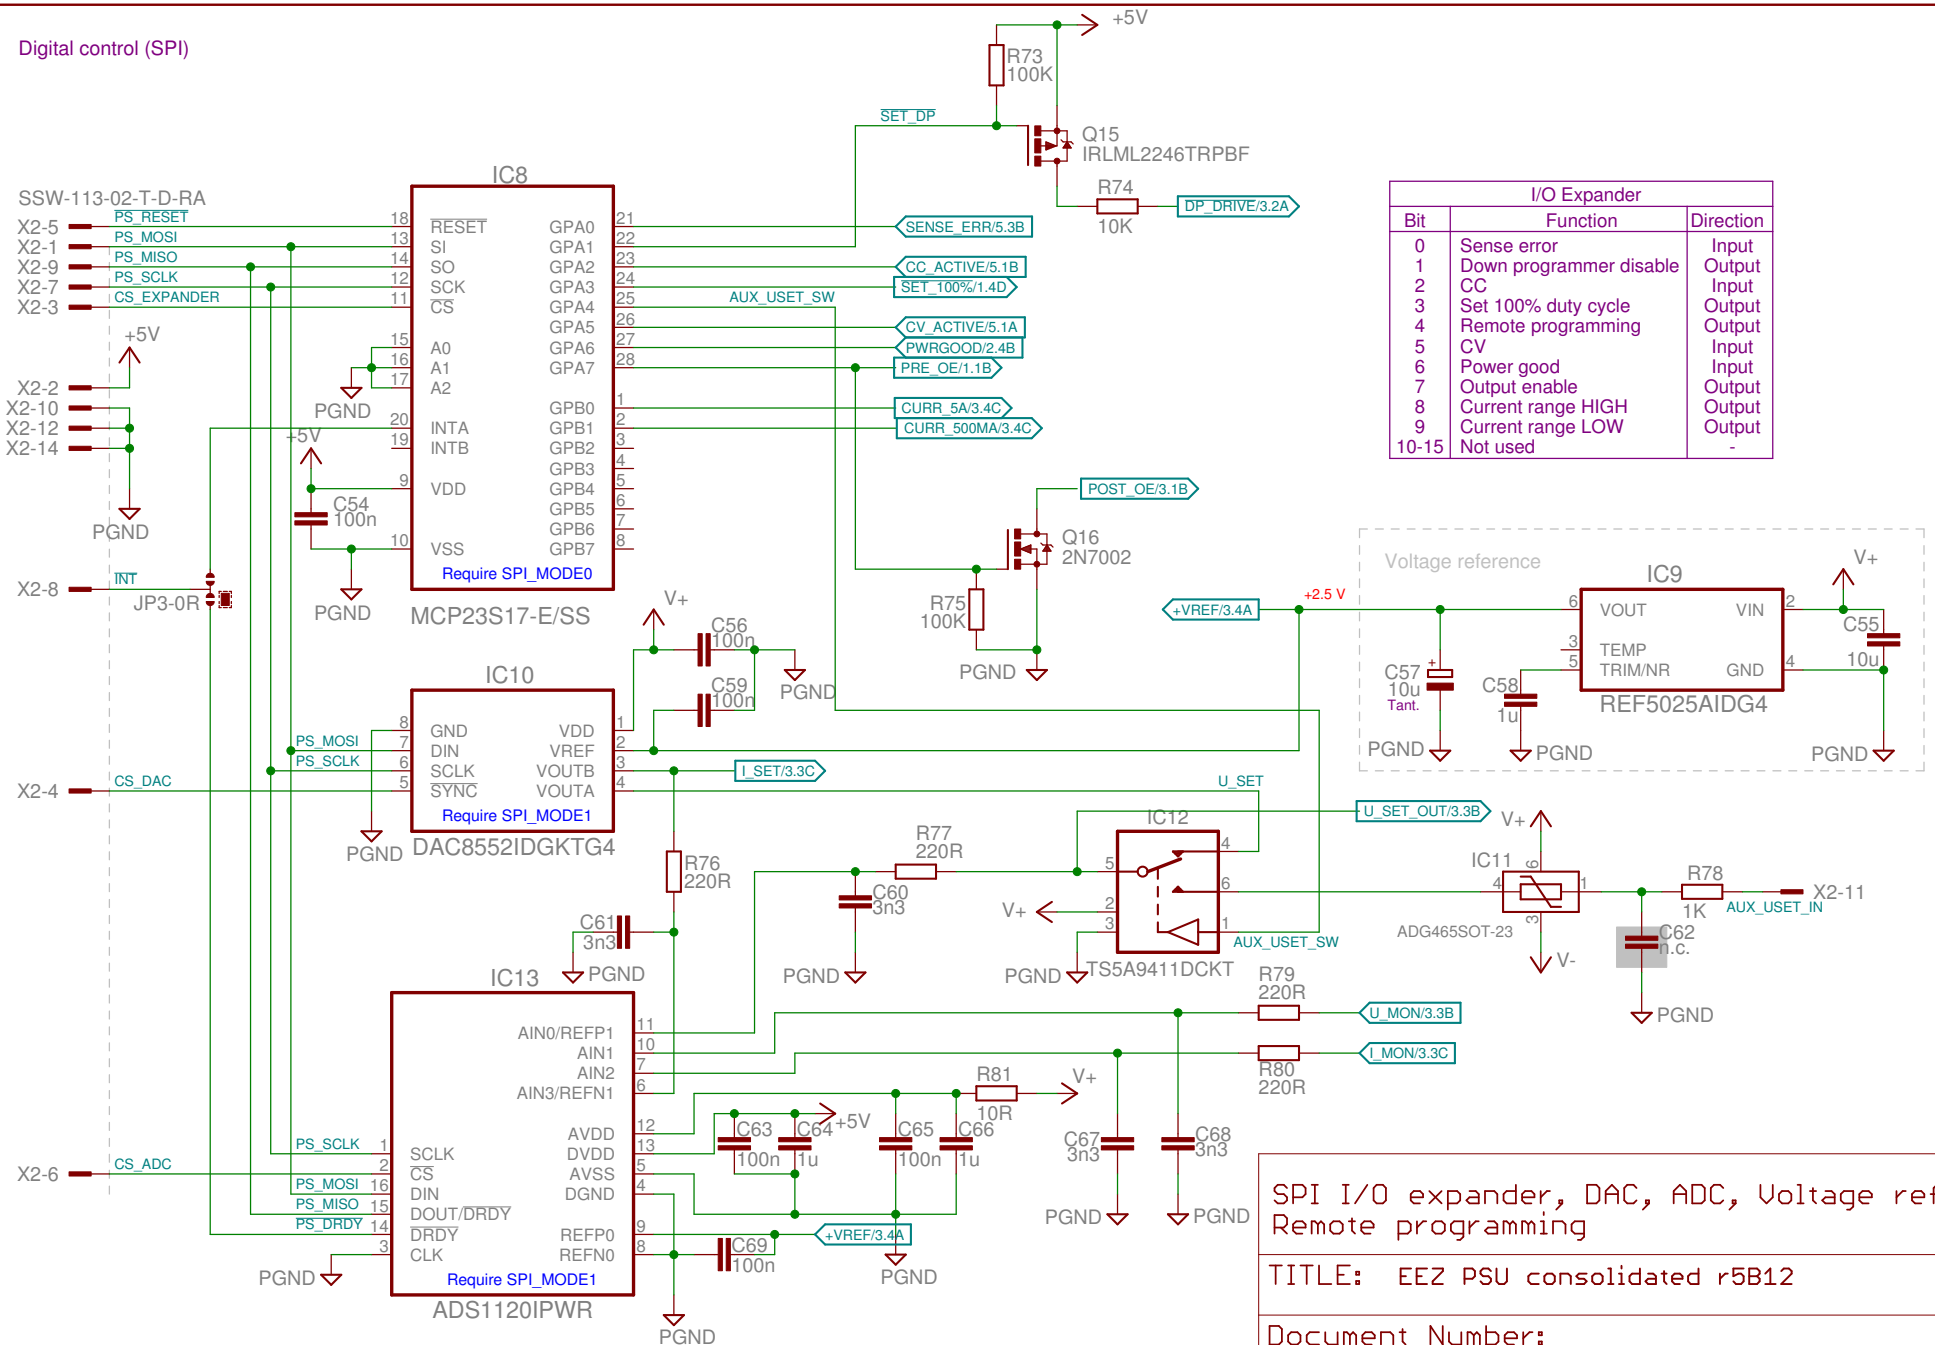 Digital control (SPI)
SSW-113-02-T-D-RA
X2-5 PS_RESET
X2-1 PS_MOSI
X2-9 PS_MISO
X2-7 PS_SCLK
X2-3 CS_EXPANDER
+5V
X2-2
X2-10
X2-12
X2-14
PGND
X2-8 INT
JP3-0R
X2-4 CS_DAC
X2-6 CS_ADC
IC8
18 RESET GPA0 21
13 SI GPA1 22
14 SO GPA2 23
12 SCK GPA3 24
11 CS GPA4 25
GPA5 26
15 A0 GPA6 27
16 A1 GPA7 28
17 A2
GPB0 1
20 INTA GPB1 2
19 INTB GPB2 3
GPB3 4
9 VDD GPB4 5
GPB5 6
GPB6 7
10 VSS GPB7 8
Require SPI_MODE0
MCP23S17-E/SS
PGND
+5V
C54
100n
PGND
SENSE_ERR/5.3B
CC_ACTIVE/5.1B
SET_100%/1.4D
AUX_USET_SW
CV_ACTIVE/5.1A
PWRGOOD/2.4B
PRE_OE/1.1B
CURR_5A/3.4C
CURR_500MA/3.4C
SET_DP
+5V
R73
100K
Q15
IRLML2246TRPBF
R74
10K
DP_DRIVE/3.2A
POST_OE/3.1B
Q16
2N7002
R75
100K
PGND
I/O Expander
Bit Function Direction
0 Sense error Input
1 Down programmer disable Output
2 CC Input
3 Set 100% duty cycle Output
4 Remote programming Output
5 CV Input
6 Power good Input
7 Output enable Output
8 Current range HIGH Output
9 Current range LOW Output
10-15 Not used -
Voltage reference
IC9
V+
6 VOUT VIN 2
3 TEMP
5 TRIM/NR GND 4
REF5025AIDG4
C55
10u
C57
10u
Tant.
C58
1u
PGND
PGND
PGND
+VREF/3.4A
+2.5 V
IC10
8 GND VDD 1
7 DIN VREF 2
6 SCLK VOUTB 3
5 SYNC VOUTA 4
Require SPI_MODE1
DAC8552IDGKTG4
PS_MOSI
PS_SCLK
PGND
V+
C56
100n
C59
100n
PGND
I_SET/3.3C
U_SET
U_SET_OUT/3.3B
R76
220R
R77
220R
C60
3n3
PGND
C61
3n3
PGND
IC12
5 4
6
V+ 2
3 1
TS5A9411DCKT
PGND
AUX_USET_SW
IC11
V+
6
4 1
3
V-
ADG465SOT-23
R78
1K
X2-11
AUX_USET_IN
C62
n.c.
PGND
IC13
AIN0/REFP1 11
AIN1 10
AIN2 7
AIN3/REFN1 6
AVDD 12
1 SCLK DVDD 13
2 CS AVSS 5
16 DIN DGND 4
15 DOUT/DRDY
14 DRDY REFP0 9
3 CLK REFN0 8
Require SPI_MODE1
ADS1120IPWR
PS_SCLK
PS_MOSI
PS_MISO
PS_DRDY
PGND
R79
220R
U_MON/3.3B
R80
220R
I_MON/3.3C
R81
10R
V+
+5V
C63
100n
C64
1u
C65
100n
C66
1u
C67
3n3
C68
3n3
PGND
PGND
+VREF/3.4A
C69
100n
PGND
PGND
SPI I/O expander, DAC, ADC, Voltage ref
Remote programming
TITLE: EEZ PSU consolidated r5B12
Document Number: